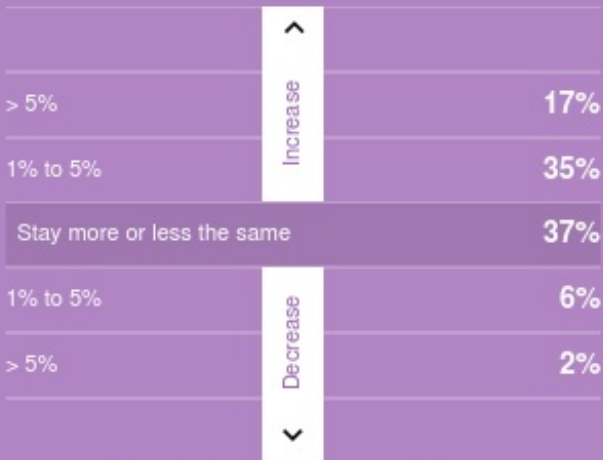 > 5% 17%
Increase
1% to 5% 35%
Stay more or less the same 37%
1% to 5% 6%
Decrease
> 5% 2%